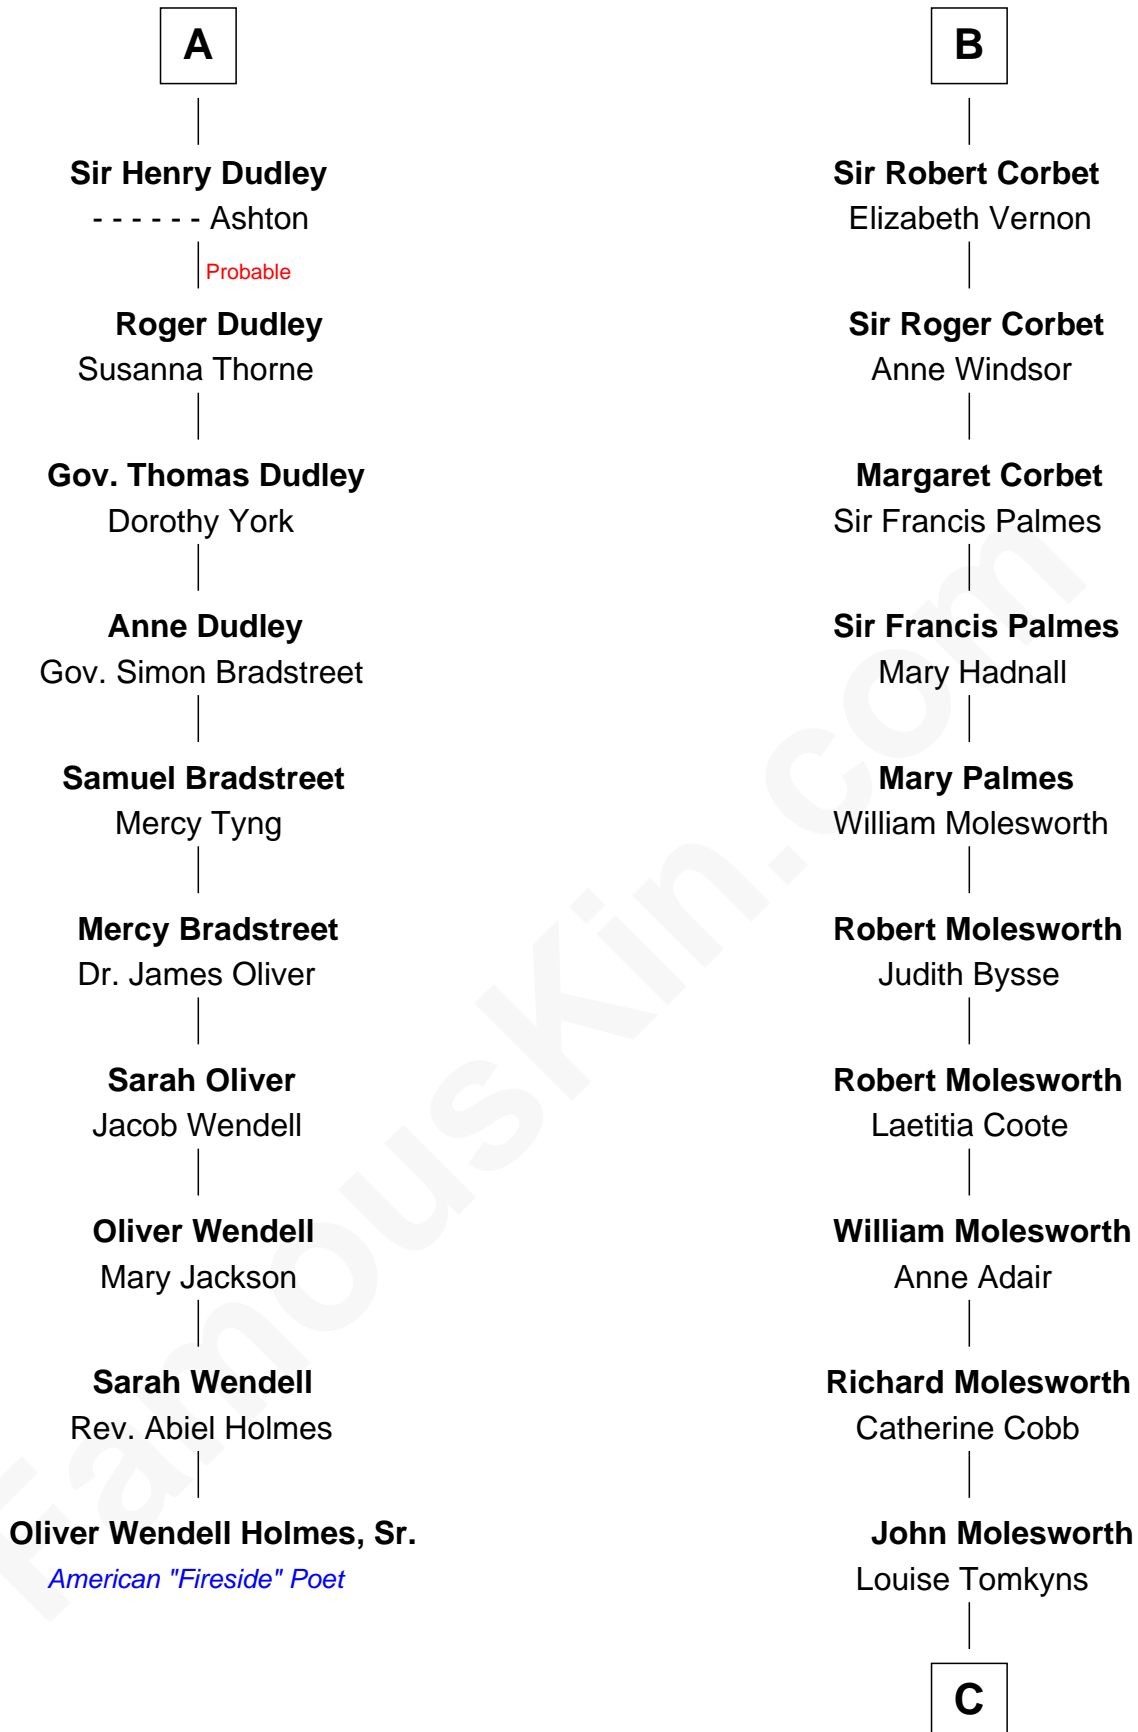 A
Sir Henry Dudley
- - - - - - Ashton
Probable
Roger Dudley
Susanna Thorne
Gov. Thomas Dudley
Dorothy York
Anne Dudley
Gov. Simon Bradstreet
Samuel Bradstreet
Mercy Tyng
Mercy Bradstreet
Dr. James Oliver
Sarah Oliver
Jacob Wendell
Oliver Wendell
Mary Jackson
Sarah Wendell
Rev. Abiel Holmes
Oliver Wendell Holmes, Sr.
American "Fireside" Poet
B
Sir Robert Corbet
Elizabeth Vernon
Sir Roger Corbet
Anne Windsor
Margaret Corbet
Sir Francis Palmes
Sir Francis Palmes
Mary Hadnall
Mary Palmes
William Molesworth
Robert Molesworth
Judith Bysse
Robert Molesworth
Laetitia Coote
William Molesworth
Anne Adair
Richard Molesworth
Catherine Cobb
John Molesworth
Louise Tomkyns
C
FamousKin.com